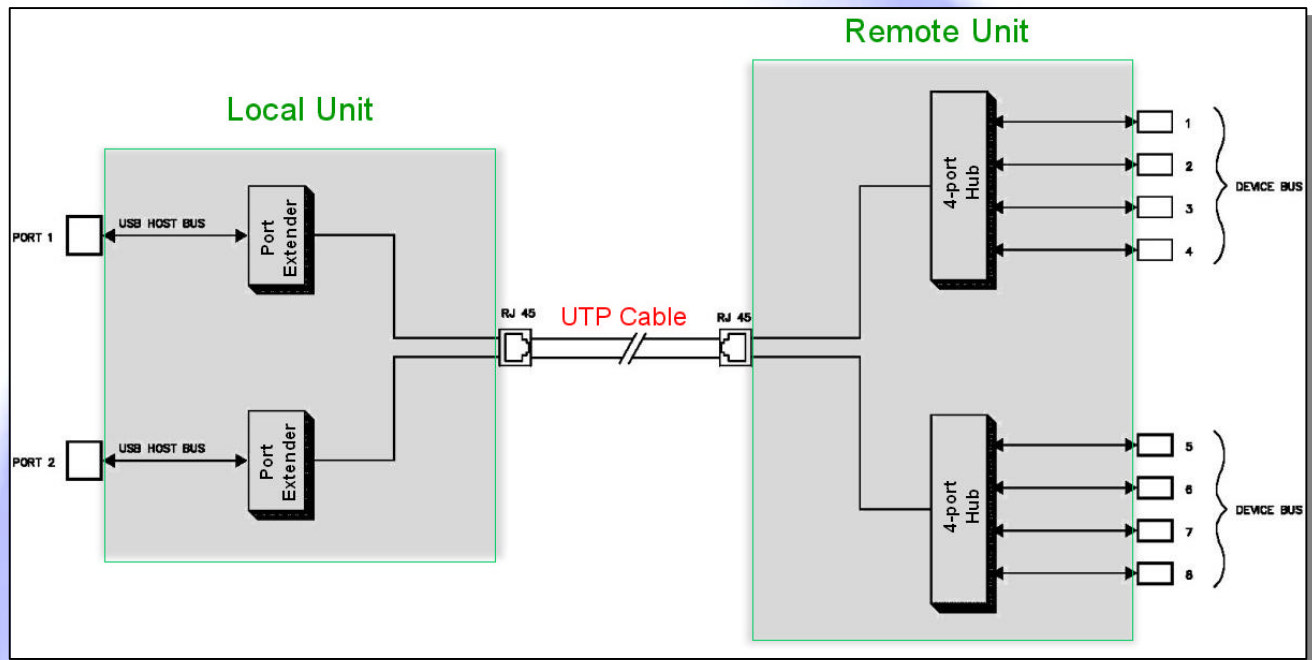 Remote Unit
Local Unit
PORT 1
USB HOST BUS
Port
Extender
RJ 45
UTP Cable
RJ 45
4-port
Hub
1
2
3
4
DEVICE BUS
PORT 2
USB HOST BUS
Port
Extender
4-port
Hub
5
6
7
8
DEVICE BUS